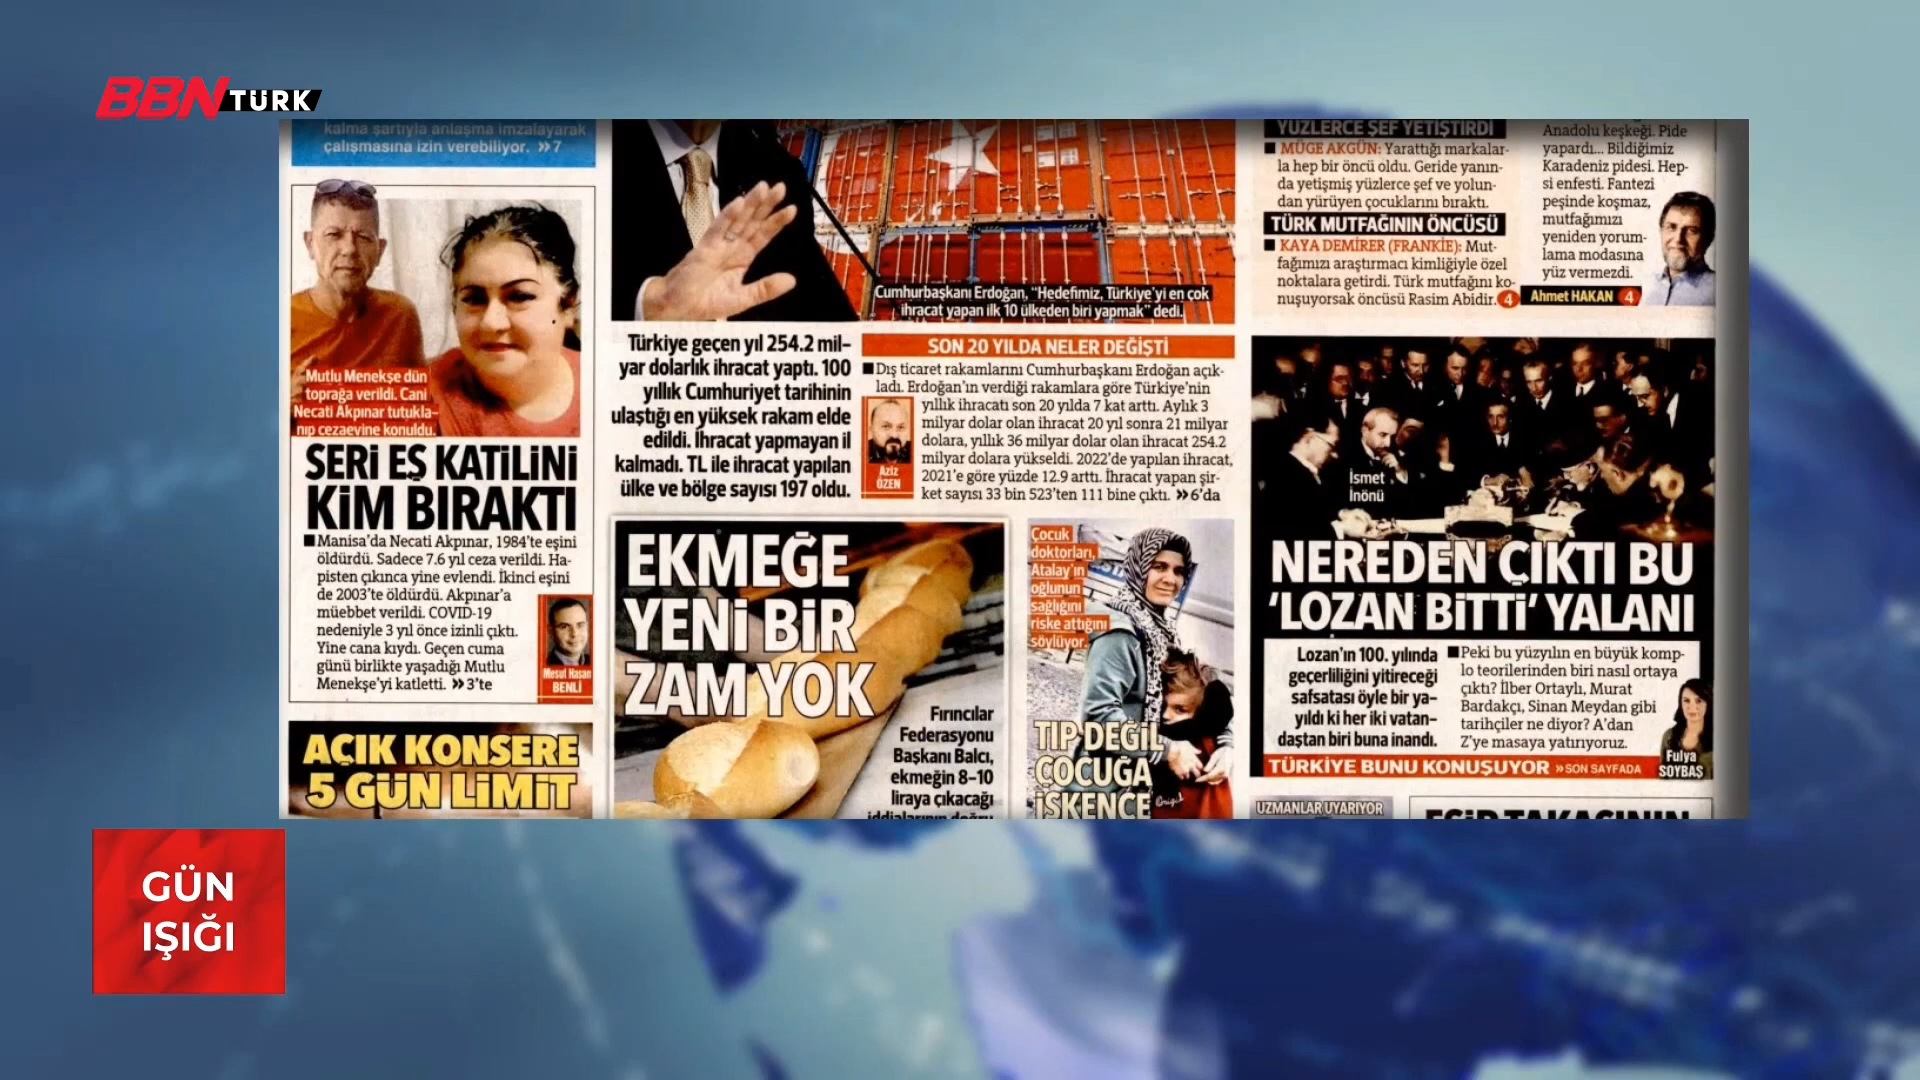 BBN TÜRK
kalma şartıyla anlaşma imzalayarak
çalışmasına izin verebiliyor. »7
Mutlu Menekşe dün
toprağa verildi. Cani
Necati Akpınar tutukla-
nıp cezaevine konuldu.
SERİ EŞ KATİLİNİ
KİM BIRAKTI
Manisa'da Necati Akpınar, 1984'te eşini
öldürdü. Sadece 7.6 yıl ceza verildi. Ha-
pisten çıkınca yine evlendi. İkinci eşini
de 2003'te öldürdü. Akpınar'a
müebbet verildi. COVID-19
nedeniyle 3 yıl önce izinli çıktı.
Yine cana kıydı. Geçen cuma
günü birlikte yaşadığı Mutlu
Menekşe'yi katletti. »3'te
Mesut Hasan
BENLİ
AÇIK KONSERE
5 GÜN LİMİT
Cumhurbaşkanı Erdoğan, "Hedefimiz, Türkiye'yi en çok
ihracat yapan ilk 10 ülkeden biri yapmak" dedi.
Türkiye geçen yıl 254.2 mil-
yar dolarlık ihracat yaptı. 100
yıllık Cumhuriyet tarihinin
ulaştığı en yüksek rakam elde
edildi. İhracat yapmayan il
kalmadı. TL ile ihracat yapılan
ülke ve bölge sayısı 197 oldu.
SON 20 YILDA NELER DEĞİŞTİ
Dış ticaret rakamlarını Cumhurbaşkanı Erdoğan açık-
ladı. Erdoğan'ın verdiği rakamlara göre Türkiye'nin
yıllık ihracatı son 20 yılda 7 kat arttı. Aylık 3
milyar dolar olan ihracat 20 yıl sonra 21 milyar
dolara, yıllık 36 milyar dolar olan ihracat 254.2
milyar dolara yükseldi. 2022'de yapılan ihracat,
2021'e göre yüzde 12.9 arttı. İhracat yapan şir-
ket sayısı 33 bin 523'ten 111 bine çıktı. »6'da
Aziz
ÖZEN
EKMEĞE
YENİ BİR
ZAM YOK
Fırıncılar
Federasyonu
Başkanı Balcı,
ekmeğin 8-10
liraya çıkacağı
iddialarının doğru
Çocuk
doktorları,
Atalay'ın
oğlunun
sağlığını
riske attığını
söylüyor.
TIP DEĞİL
ÇOCUĞA
İŞKENCE
YÜZLERCE ŞEF YETİŞTİRDİ
MÜGE AKGÜN: Yarattığı markalar-
la hep bir öncü oldu. Geride yanın-
da yetişmiş yüzlerce şef ve yolun-
dan yürüyen çocuklarını bıraktı.
TÜRK MUTFAĞININ ÖNCÜSÜ
KAYA DEMİRER (FRANKİE): Mut-
fağımızı araştırmacı kimliğiyle özel
noktalara getirdi. Türk mutfağını ko-
nuşuyorsak öncüsü Rasim Abidir. 4
Anadolu keşkeği. Pide
yapardı... Bildiğimiz
Karadeniz pidesi. Hep-
si enfesti. Fantezi
peşinde koşmaz,
mutfağımızı
yeniden yorum-
lama modasına
yüz vermezdi.
Ahmet HAKAN 4
İsmet
İnönü
NEREDEN ÇIKTI BU
'LOZAN BİTTİ' YALANI
Lozan'ın 100. yılında
geçerliliğini yitireceği
safsatası öyle bir ya-
yıldı ki her iki vatan-
daştan biri buna inandı.
Peki bu yüzyılın en büyük komp-
lo teorilerinden biri nasıl ortaya
çıktı? İlber Ortaylı, Murat
Bardakçı, Sinan Meydan gibi
tarihçiler ne diyor? A'dan
Z'ye masaya yatırıyoruz.
Fulya
SOYBAŞ
TÜRKİYE BUNU KONUŞUYOR »SON SAYFADA
UZMANLAR UYARIYOR
ESİR TAKASININ
GÜN
IŞIĞI